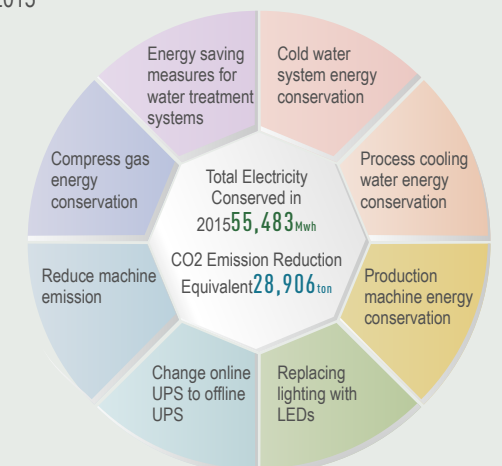 2015
Energy saving
measures for
water treatment
systems
Cold water
system energy
conservation
Compress gas
energy
conservation
Process cooling
water energy
conservation
Total Electricity
Conserved in
201555,483Mwh
CO2 Emission Reduction
Equivalent28,906ton
Reduce machine
emission
Production
machine energy
conservation
Change online
UPS to offline
UPS
Replacing
lighting with
LEDs